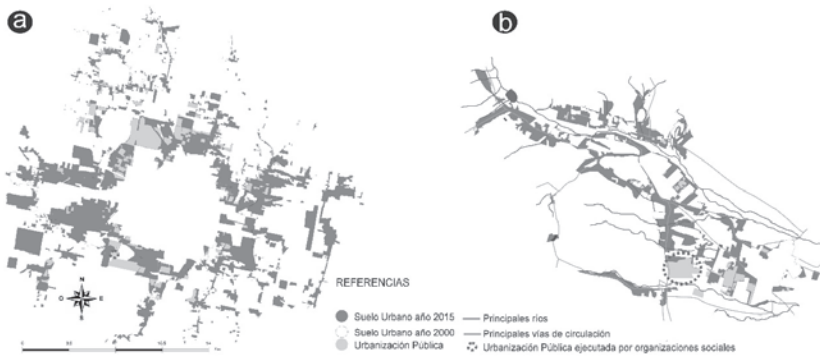 a
b
N
O E
S
REFERENCIAS
Suelo Urbano año 2015
Suelo Urbano año 2000
Urbanización Pública
Principales ríos
Principales vías de circulación
Urbanización Pública ejecutada por organizaciones sociales